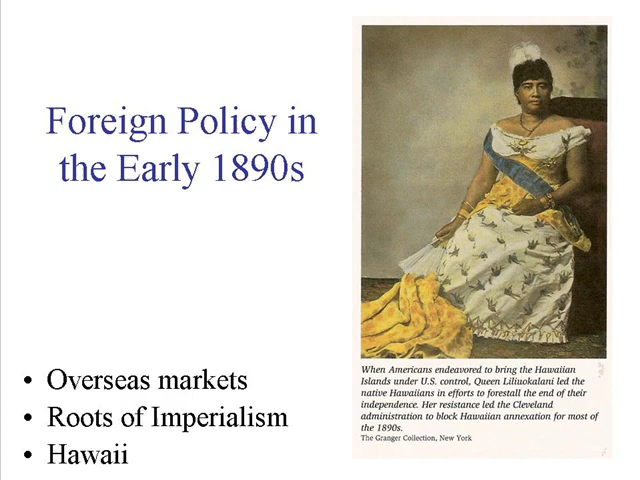 Foreign Policy in
the Early 1890s
• Overseas markets
• Roots of Imperialism
• Hawaii
When Americans endeavored to bring the Hawaiian
Islands under U.S. control, Queen Liliuokalani led the
native Hawaiians in efforts to forestall the end of their
independence. Her resistance led the Cleveland
administration to block Hawaiian annexation for most of
the 1890s.
The Granger Collection, New York